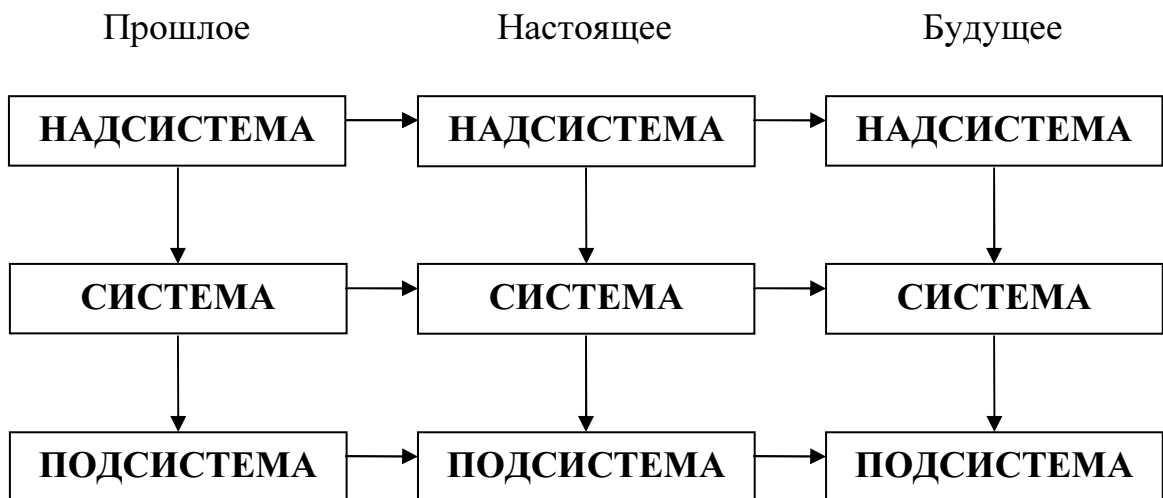 Прошлое Настоящее Будущее
НАДСИСТЕМА НАДСИСТЕМА НАДСИСТЕМА
СИСТЕМА СИСТЕМА СИСТЕМА
ПОДСИСТЕМА ПОДСИСТЕМА ПОДСИСТЕМА